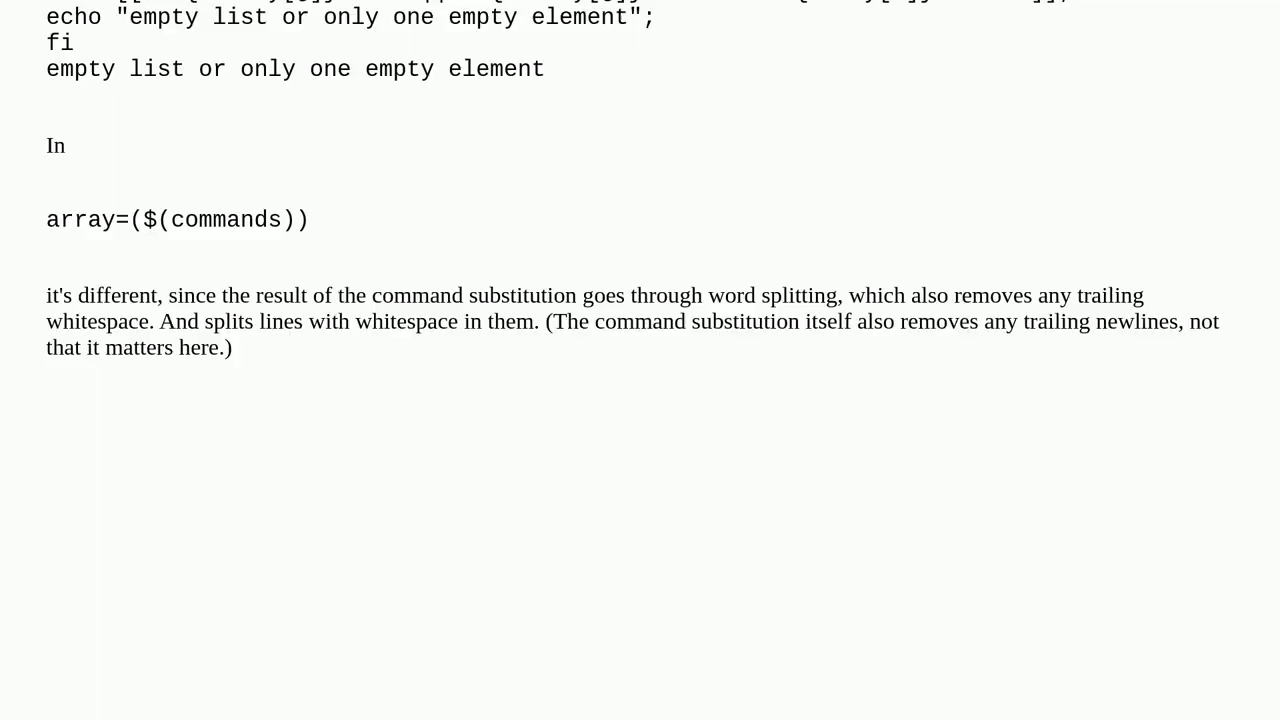 echo "empty list or only one empty element";
fi
empty list or only one empty element
In
array=($(commands))
it's different, since the result of the command substitution goes through word splitting, which also removes any trailing
whitespace. And splits lines with whitespace in them. (The command substitution itself also removes any trailing newlines, not
that it matters here.)